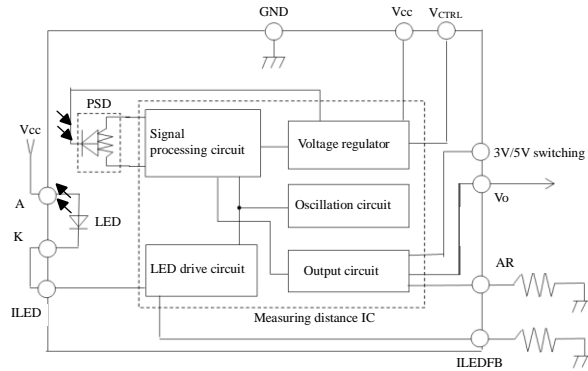 GND
Vcc
VCTRL
PSD
Vcc
Signal
processing circuit
Voltage regulator
3V/5V switching
A
LED
Oscillation circuit
Vo
K
LED drive circuit
Output circuit
AR
ILED
Measuring distance IC
ILEDFB